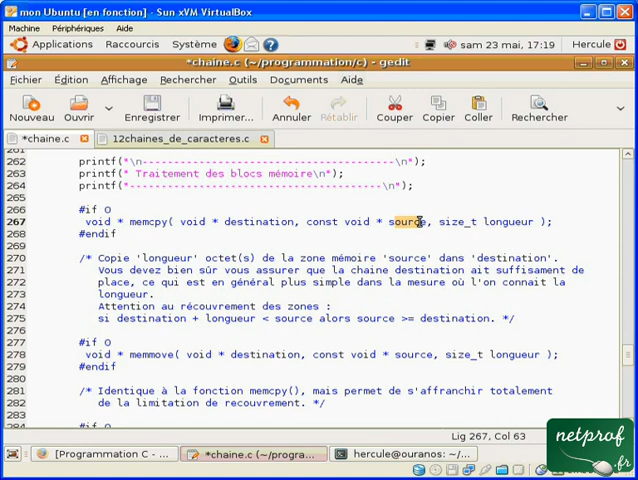 mon Ubuntu [en fonction] - Sun xVM VirtualBox
Machine Périphériques Aide
Applications Raccourcis Système sam 23 mai, 17:19 Hercule
*chaine.c (~/programmation/c) - gedit
Fichier Édition Affichage Rechercher Outils Documents Aide
Nouveau Ouvrir Enregistrer Imprimer... Annuler Rétablir Couper Copier Coller Rechercher
*chaine.c 12chaines_de_caracteres.c
261
262 printf("\n----------------------------------------\n");
263 printf(" Traitement des blocs mémoire\n");
264 printf("----------------------------------------\n");
265
266 #if 0
267 void * memcpy( void * destination, const void * source, size_t longueur );
268 #endif
269
270 /* Copie 'longueur' octet(s) de la zone mémoire 'source' dans 'destination'.
271 Vous devez bien sûr vous assurer que la chaine destination ait suffisament de
272 place, ce qui est en général plus simple dans la mesure où l'on connait la
273 longueur.
274 Attention au récouvrement des zones :
275 si destination + longueur < source alors source >= destination. */
276
277 #if 0
278 void * memmove( void * destination, const void * source, size_t longueur );
279 #endif
280
281 /* Identique à la fonction memcpy(), mais permet de s'affranchir totalement
282 de la limitation de recouvrement. */
283
284 #if 0
Lig 267, Col 63
[Programmation C - ... *chaine.c (~/progra... hercule@ouranos: ~/...
netprof
.fr